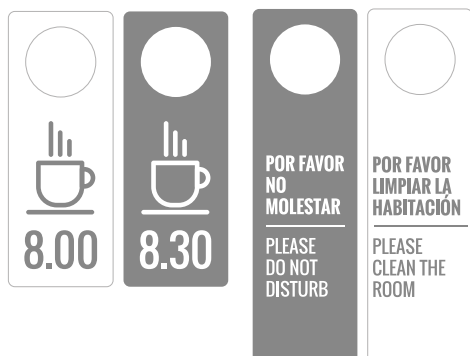 8.00
8.30
POR FAVOR
NO
MOLESTAR
PLEASE
DO NOT
DISTURB
POR FAVOR
LIMPIAR LA
HABITACIÓN
PLEASE
CLEAN THE
ROOM